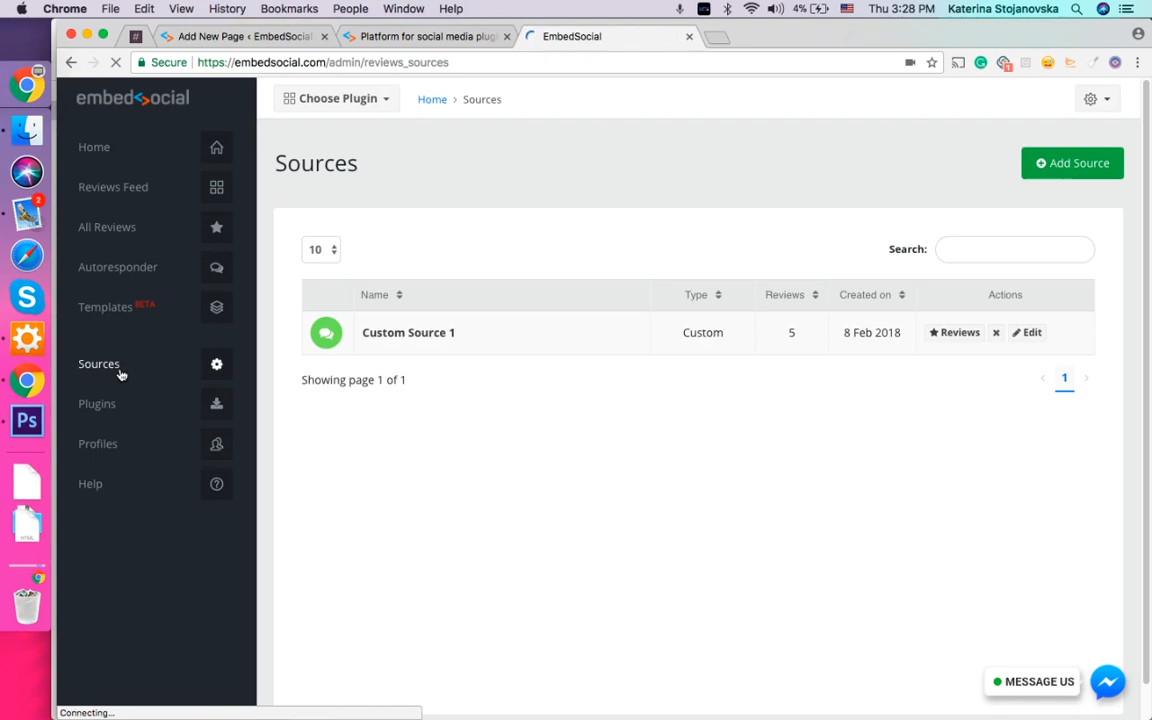 Chrome File Edit View History Bookmarks People Window Help 4% Thu 3:28 PM Katerina Stojanovska
# Add New Page ‹ EmbedSocial × Platform for social media plug × EmbedSocial ×
Secure https://embedsocial.com/admin/reviews_sources
embedsocial
Choose Plugin Home > Sources
Home
Reviews Feed
All Reviews
Autoresponder
Templates BETA
Sources
Plugins
Profiles
Help
Sources
Add Source
10 Search:
Name Type Reviews Created on Actions
Custom Source 1 Custom 5 8 Feb 2018 Reviews × Edit
Showing page 1 of 1 ‹ 1 ›
MESSAGE US
Connecting...
2
S
Ps
HTML